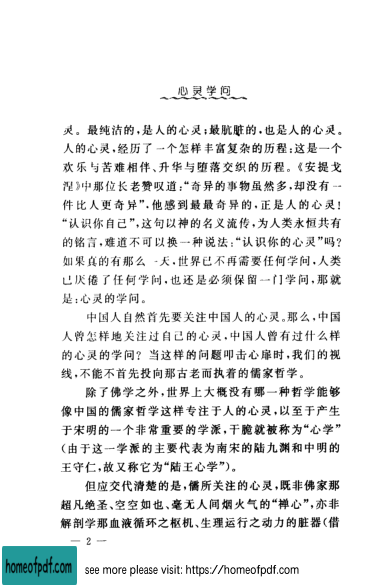 心灵学问
灵。最纯洁的,是人的心灵;最肮脏的,也是人的心灵。
人的心灵,经历了一个怎样丰富复杂的历程;这是一个
欢乐与苦难相伴、升华与堕落交织的历程。《安提戈
涅》中那位长老赞叹道:“奇异的事物虽然多,却没有一
件比人更奇异”,他感到最最奇异的,正是人的心灵!
“认识你自己”,这句以神的名义流传,为人类永恒共有
的铭言,难道不可以换一种说法:“认识你的心灵”吗?
如果真的有那么一天,世界已不再需要任何学问,人类
已厌倦了任何学问,也还是必须保留一门学问,那就
是:心灵的学问。
中国人自然首先要关注中国人的心灵。那么,中国
人曾怎样地关注过自己的心灵,中国人曾有过什么样
的心灵的学问?当这样的问题叩击心扉时,我们的视
线,不能不首先投向那古老而执着的儒家哲学。
除了佛学之外,世界上大概没有哪一种哲学能够
像中国的儒家哲学这样专注于人的心灵,以至于产生
于宋明的一个非常重要的学派,干脆就被称为“心学”
(由于这一学派的主要代表为南宋的陆九渊和中明的
王守仁,故又称它为“陆王心学”)。
但应交代清楚的是,儒所关注的心灵,既非佛家那
超凡绝圣、空空如也、毫无人间烟火气的“禅心”,亦非
解剖学那血液循环之枢机、生理运行之动力的脏器(借
— 2 —
homeofpdf.com
see more please visit: https://homeofpdf.com